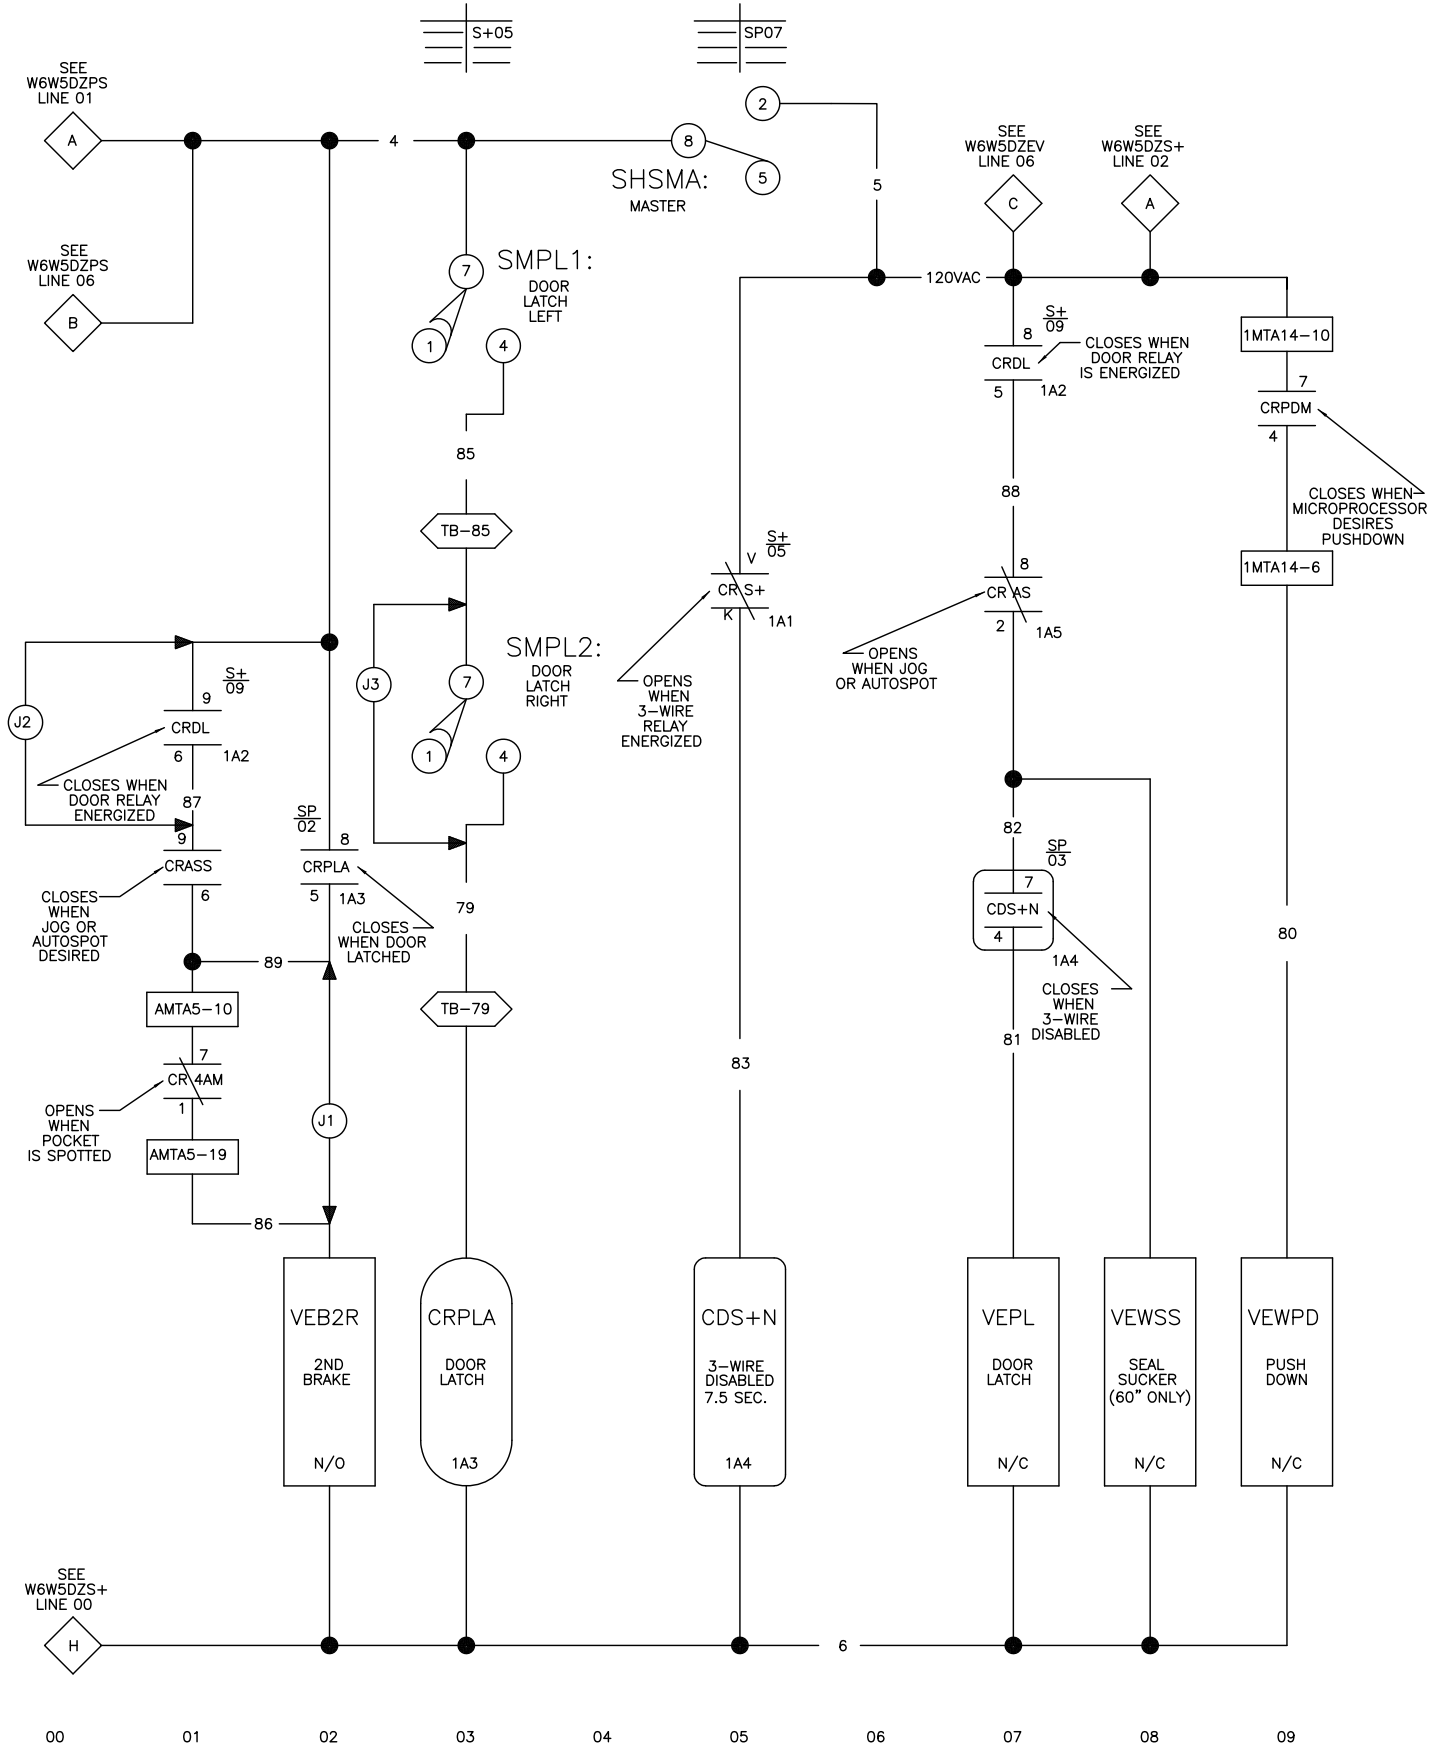 S+05
SP07
SEE
W6W5DZPS
LINE 01
A
4
8
2
5
SHSMA:
MASTER
5
SEE
W6W5DZEV
LINE 06
C
SEE
W6W5DZS+
LINE 02
A
SEE
W6W5DZPS
LINE 06
B
7
SMPL1:
DOOR
LATCH
LEFT
1
4
120VAC
S+
09
8
CRDL
5
1A2
CLOSES WHEN
DOOR RELAY
IS ENERGIZED
1MTA14-10
7
CRPDM
4
CLOSES WHEN
MICROPROCESSOR
DESIRES
PUSHDOWN
1MTA14-6
85
TB-85
88
S+
05
V
CR S+
K
1A1
OPENS
WHEN
3-WIRE
RELAY
ENERGIZED
8
CR AS
2
1A5
OPENS
WHEN JOG
OR AUTOSPOT
J3
7
SMPL2:
DOOR
LATCH
RIGHT
1
4
J2
S+
09
9
CRDL
6
1A2
CLOSES WHEN
DOOR RELAY
ENERGIZED
87
9
CRASS
6
CLOSES
WHEN
JOG OR
AUTOSPOT
DESIRED
SP
02
8
CRPLA
5
1A3
CLOSES
WHEN DOOR
LATCHED
79
TB-79
82
SP
03
7
CDS+N
4
1A4
CLOSES
WHEN
3-WIRE
DISABLED
81
80
89
AMTA5-10
7
CR 4AM
1
OPENS
WHEN
POCKET
IS SPOTTED
AMTA5-19
J1
83
86
VEB2R
2ND
BRAKE
N/O
CRPLA
DOOR
LATCH
1A3
CDS+N
3-WIRE
DISABLED
7.5 SEC.
1A4
VEPL
DOOR
LATCH
N/C
VEWSS
SEAL
SUCKER
(60" ONLY)
N/C
VEWPD
PUSH
DOWN
N/C
SEE
W6W5DZS+
LINE 00
H
6
00 01 02 03 04 05 06 07 08 09